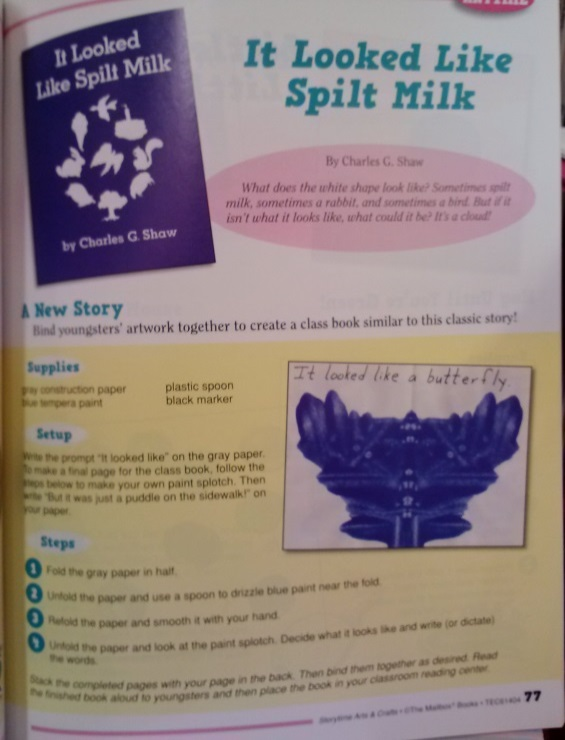 It Looked
Like Spilt Milk
by Charles G. Shaw
It Looked Like
Spilt Milk
By Charles G. Shaw
What does the white shape look like? Sometimes spilt
milk, sometimes a rabbit, and sometimes a bird. But if it
isn't what it looks like, what could it be? It's a cloud!
A New Story
Bind youngsters' artwork together to create a class book similar to this classic story!
Supplies
gray construction paper
blue tempera paint
plastic spoon
black marker
Setup
Write the prompt "It looked like" on the gray paper.
To make a final page for the class book, follow the
steps below to make your own paint splotch. Then
write "But it was just a puddle on the sidewalk!" on
your paper.
It looked like a butterfly.
Steps
1 Fold the gray paper in half.
2 Unfold the paper and use a spoon to drizzle blue paint near the fold.
3 Refold the paper and smooth it with your hand.
4 Unfold the paper and look at the paint splotch. Decide what it looks like and write (or dictate)
the words.
Stack the completed pages with your page in the back. Then bind them together as desired. Read
the finished book aloud to youngsters and then place the book in your classroom reading center.
Storytime Arts & Crafts • ©The Mailbox® Books • TEC61404 77